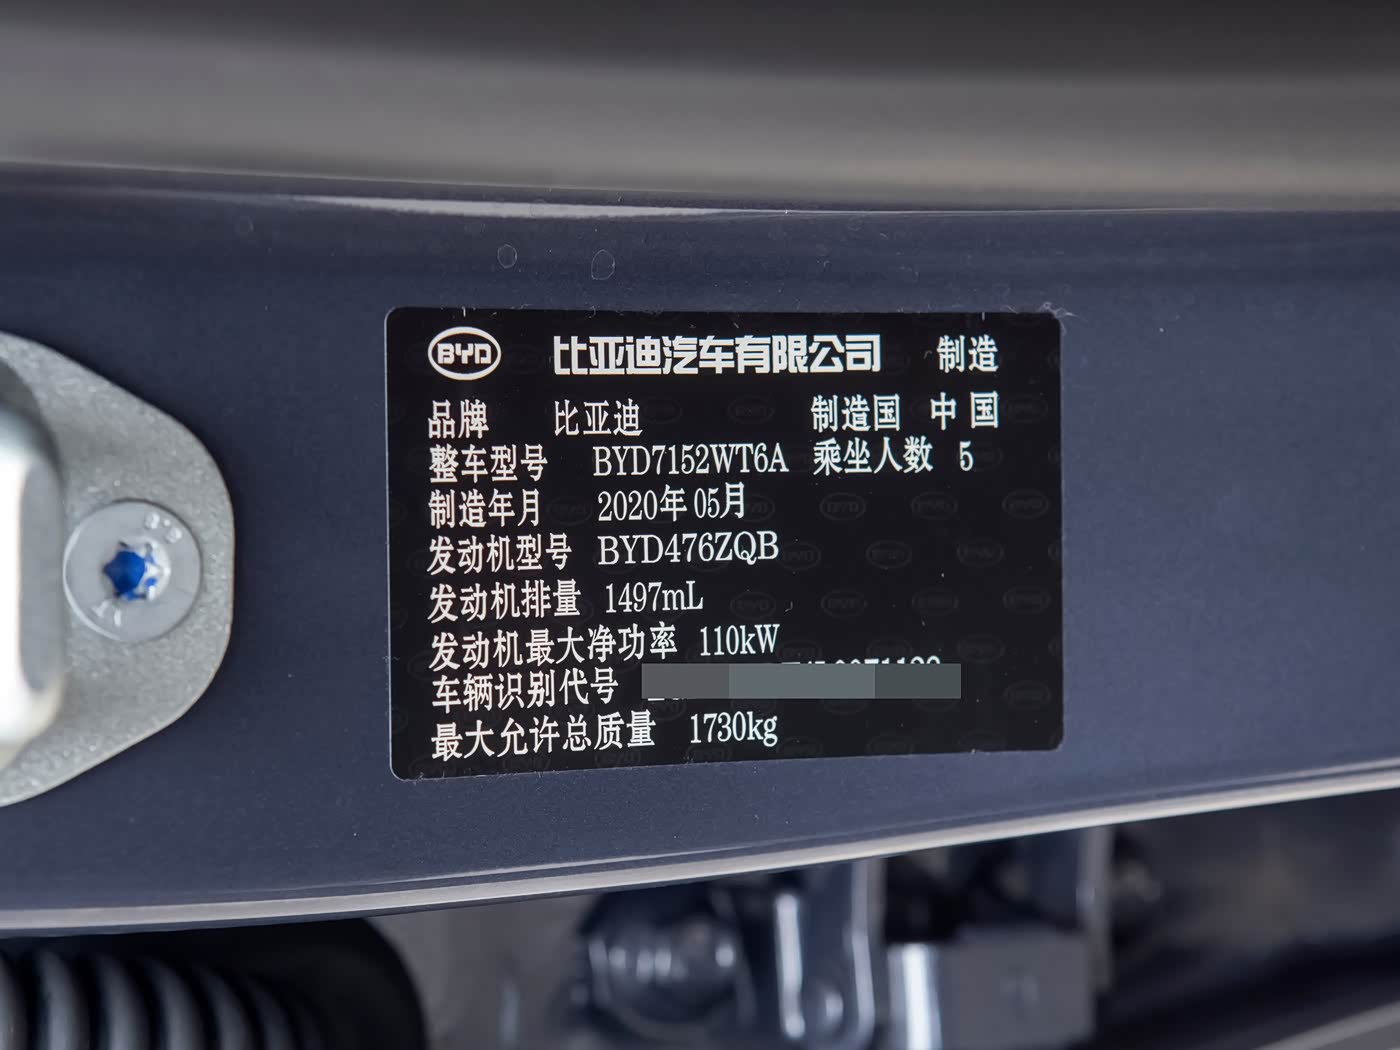 BYD 比亚迪汽车有限公司 制造
品牌 比亚迪 制造国 中国
整车型号 BYD7152WT6A 乘坐人数 5
制造年月 2020年05月
发动机型号 BYD476ZQB
发动机排量 1497mL
发动机最大净功率 110kW
车辆识别代号
最大允许总质量 1730kg